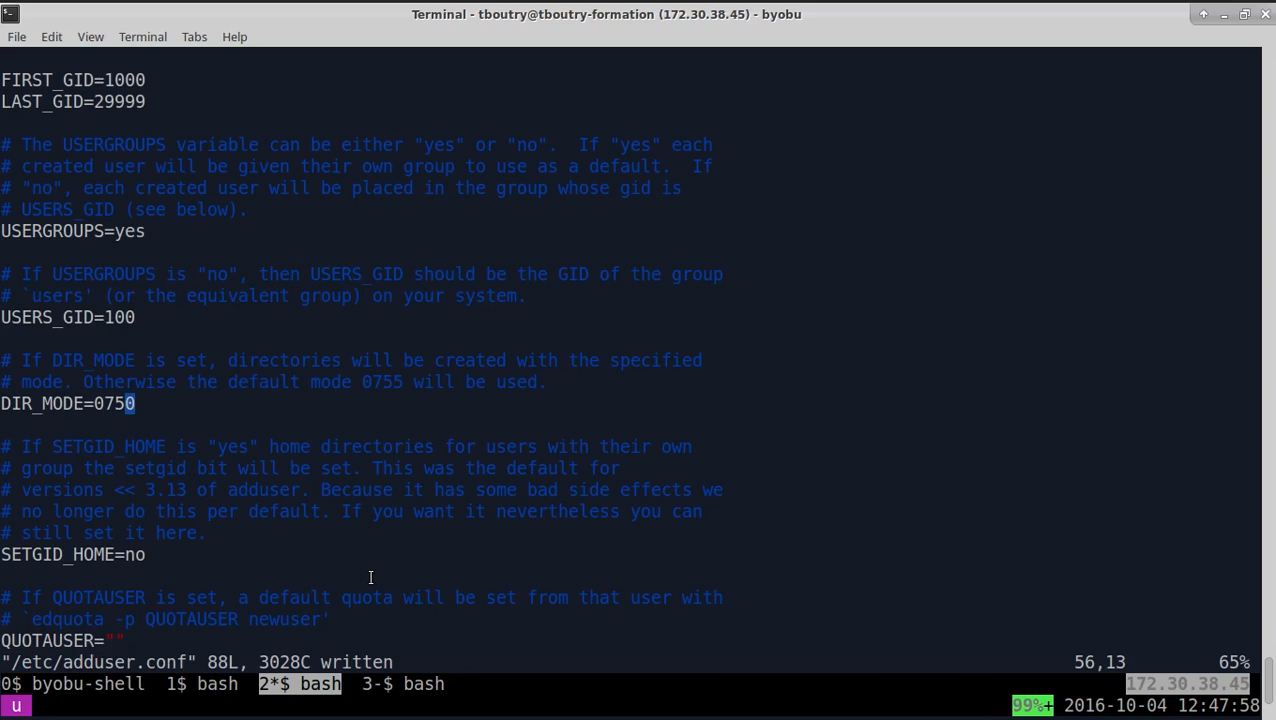 Terminal - tboutry@tboutry-formation (172.30.38.45) - byobu
File Edit View Terminal Tabs Help
FIRST_GID=1000
LAST_GID=29999
# The USERGROUPS variable can be either "yes" or "no".  If "yes" each
# created user will be given their own group to use as a default.  If
# "no", each created user will be placed in the group whose gid is
# USERS_GID (see below).
USERGROUPS=yes
# If USERGROUPS is "no", then USERS_GID should be the GID of the group
# `users' (or the equivalent group) on your system.
USERS_GID=100
# If DIR_MODE is set, directories will be created with the specified
# mode. Otherwise the default mode 0755 will be used.
DIR_MODE=0750
# If SETGID_HOME is "yes" home directories for users with their own
# group the setgid bit will be set. This was the default for
# versions << 3.13 of adduser. Because it has some bad side effects we
# no longer do this per default. If you want it nevertheless you can
# still set it here.
SETGID_HOME=no
# If QUOTAUSER is set, a default quota will be set from that user with
# `edquota -p QUOTAUSER newuser'
QUOTAUSER=""
"/etc/adduser.conf" 88L, 3028C written 56,13 65%
0$ byobu-shell 1$ bash 2*$ bash 3-$ bash 172.30.38.45
u 99%+ 2016-10-04 12:47:58